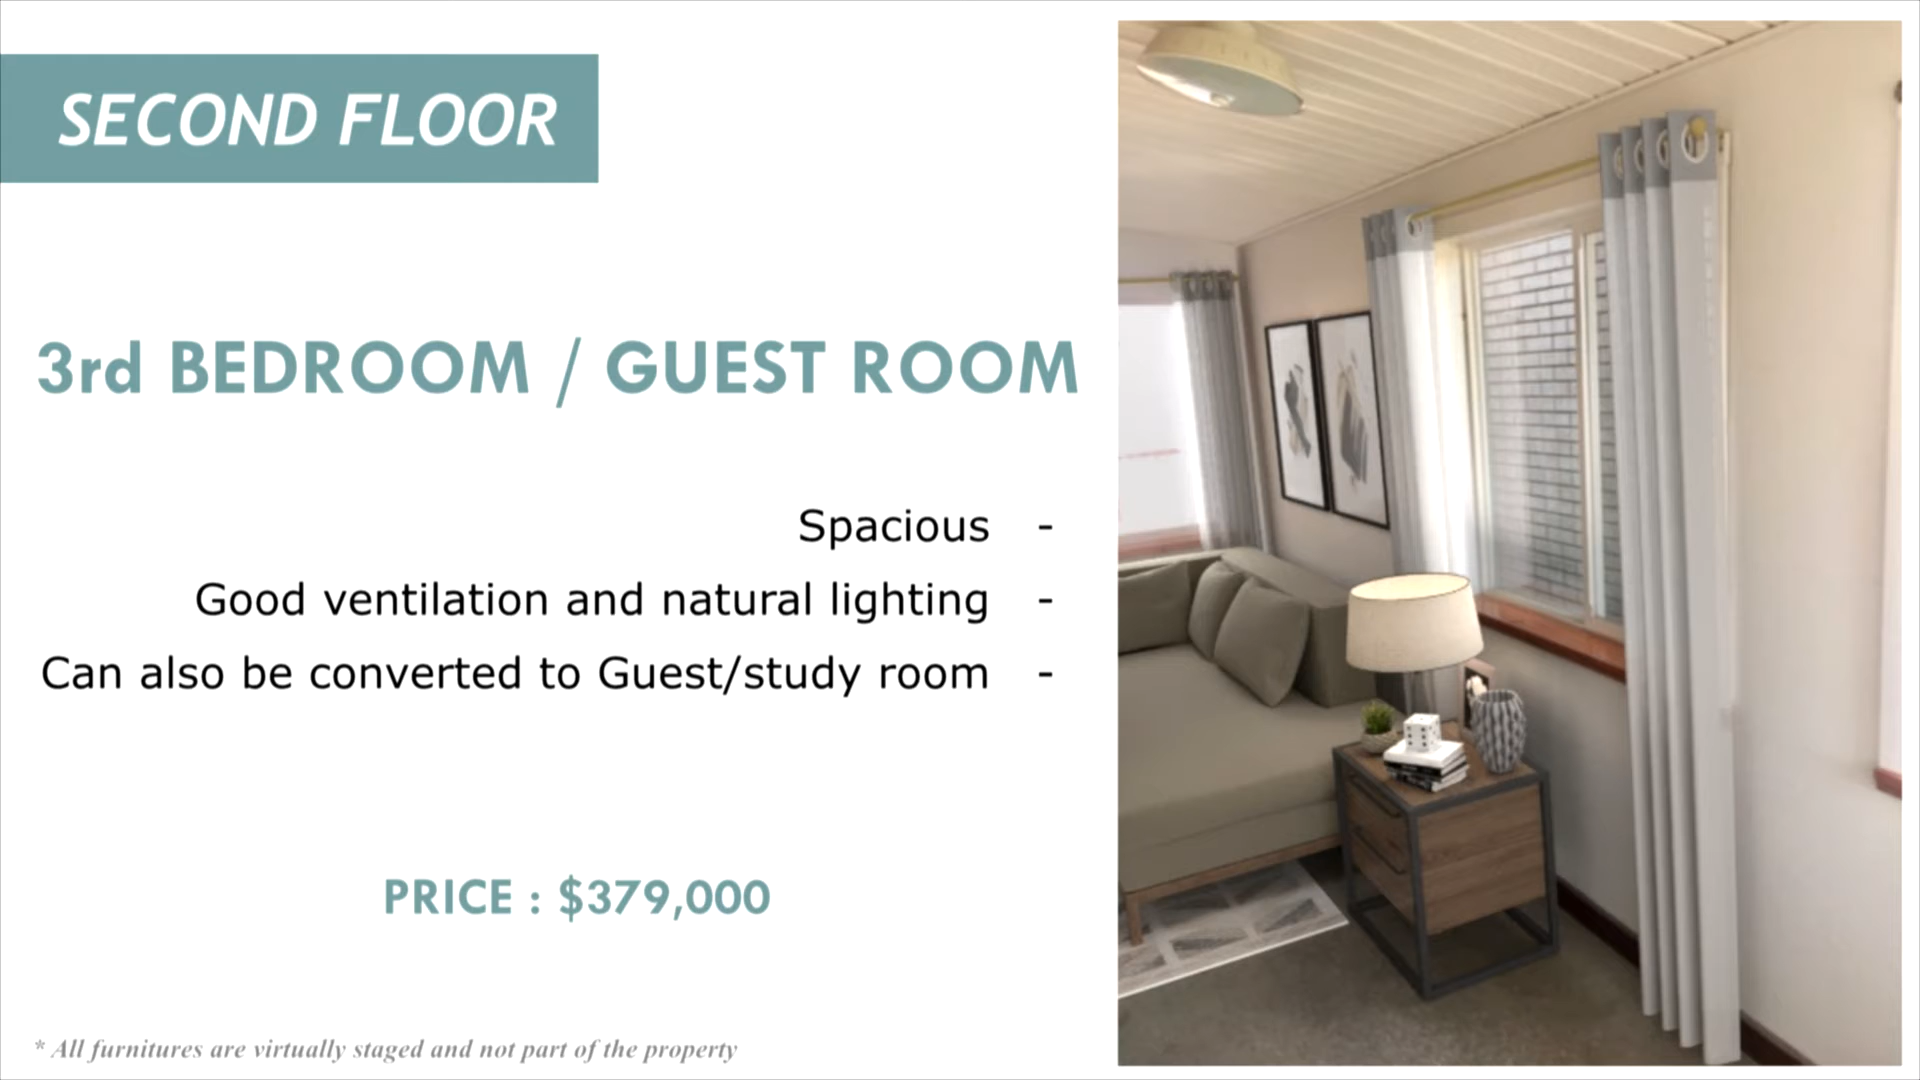 SECOND FLOOR
3rd BEDROOM / GUEST ROOM
Spacious -
Good ventilation and natural lighting -
Can also be converted to Guest/study room -
PRICE : $379,000
* All furnitures are virtually staged and not part of the property